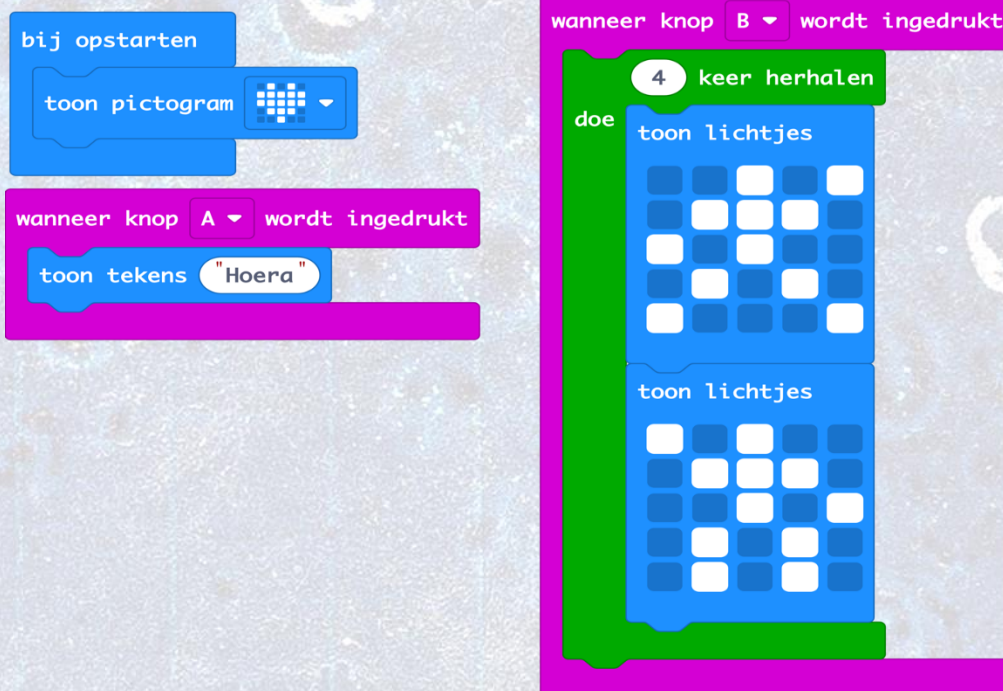 bij opstarten
toon pictogram
wanneer knop A wordt ingedrukt
toon tekens "Hoera"
wanneer knop B wordt ingedrukt
4 keer herhalen
doe
toon lichtjes
toon lichtjes